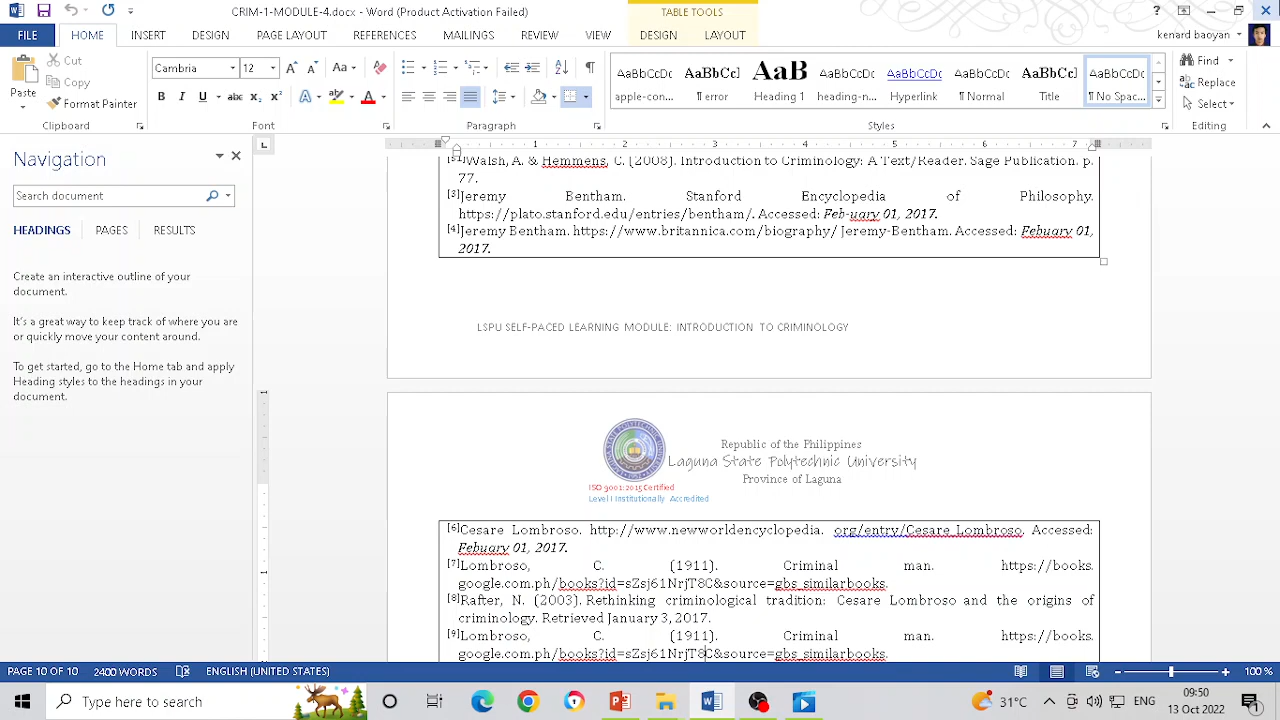 CRIM-1-MODULE-4.docx - Word (Product Activation Failed)
TABLE TOOLS
FILE HOME INSERT DESIGN PAGE LAYOUT REFERENCES MAILINGS REVIEW VIEW DESIGN LAYOUT kenard baoyan
Cut
Copy
Format Painter
Paste
Clipboard
Cambria 12
Font
Paragraph
AaBbCcDc AaBbCc] AaB AaBbCcDc AaBbCcDc AaBbCcDc AaBbCc] AaBbCcDc
apple-con... ¶ error Heading 1 heading-n... Hyperlink ¶ Normal Title ¶ No Spac...
Styles
Find
Replace
Select
Editing
Navigation
Search document
HEADINGS PAGES RESULTS
Create an interactive outline of your
document.
It's a great way to keep track of where you are
or quickly move your content around.
To get started, go to the Home tab and apply
Heading styles to the headings in your
document.
1 2 3 4 5 6 7
Walsh, A. & Hemmens, C. (2008). Introduction to Criminology: A Text/Reader. Sage Publication. p.
77.
[3]Jeremy Bentham. Stanford Encyclopedia of Philosophy.
https://plato.stanford.edu/entries/bentham/. Accessed: Feb-uary 01, 2017.
[4]Jeremy Bentham. https://www.britannica.com/biography/ Jeremy-Bentham. Accessed: Febuary 01,
2017.
LSPU SELF-PACED LEARNING MODULE: INTRODUCTION TO CRIMINOLOGY
Republic of the Philippines
Laguna State Polytechnic University
Province of Laguna
ISO 9001:2015 Certified
Level I Institutionally Accredited
[6]Cesare Lombroso. http://www.newworldencyclopedia. org/entry/Cesare_Lombroso. Accessed:
Febuary 01, 2017.
[7]Lombroso, C. (1911). Criminal man. https://books.
google.com.ph/books?id=sZsj61NrjT8C&source=gbs_similarbooks.
[8]Rafter, N. (2003). Rethinking criminological tradition: Cesare Lombroso and the origins of
criminology. Retrieved January 3, 2017.
[9]Lombroso, C. (1911). Criminal man. https://books.
google.com.ph/books?id=sZsj61NrjT8C&source=gbs_similarbooks.
PAGE 10 OF 10 2400 WORDS ENGLISH (UNITED STATES) 100 %
Type here to search
31°C ENG
09:50
13 Oct 2022